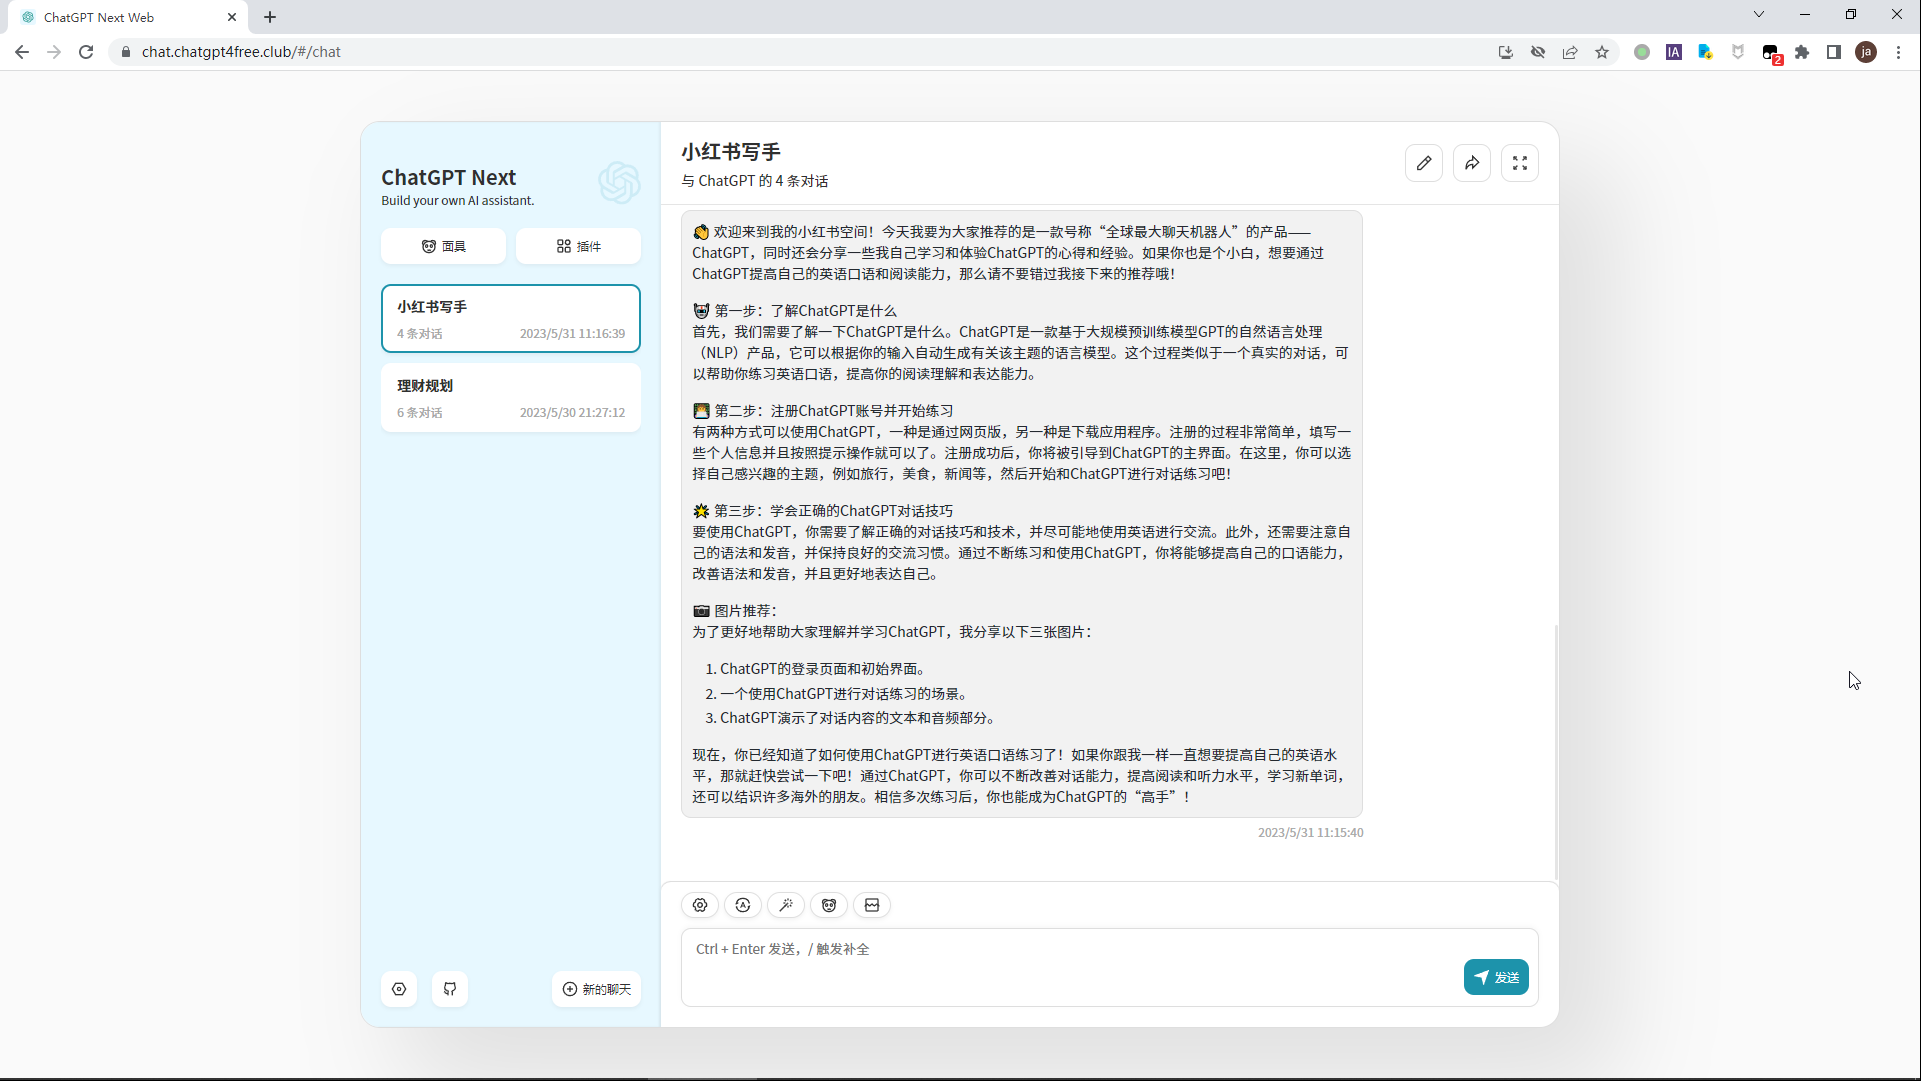 ChatGPT Next Web
chat.chatgpt4free.club/#/chat
IA
2
ja
ChatGPT Next
Build your own AI assistant.
面具
插件
小红书写手
4 条对话
2023/5/31 11:16:39
理财规划
6 条对话
2023/5/30 21:27:12
新的聊天
小红书写手
与 ChatGPT 的 4 条对话
👏 欢迎来到我的小红书空间！今天我要为大家推荐的是一款号称“全球最大聊天机器人”的产品——
ChatGPT，同时还会分享一些我自己学习和体验ChatGPT的心得和经验。如果你也是个小白，想要通过
ChatGPT提高自己的英语口语和阅读能力，那么请不要错过我接下来的推荐哦！
🤖 第一步：了解ChatGPT是什么
首先，我们需要了解一下ChatGPT是什么。ChatGPT是一款基于大规模预训练模型GPT的自然语言处理
（NLP）产品，它可以根据你的输入自动生成有关该主题的语言模型。这个过程类似于一个真实的对话，可
以帮助你练习英语口语，提高你的阅读理解和表达能力。
第二步：注册ChatGPT账号并开始练习
有两种方式可以使用ChatGPT，一种是通过网页版，另一种是下载应用程序。注册的过程非常简单，填写一
些个人信息并且按照提示操作就可以了。注册成功后，你将被引导到ChatGPT的主界面。在这里，你可以选
择自己感兴趣的主题，例如旅行，美食，新闻等，然后开始和ChatGPT进行对话练习吧！
🌟 第三步：学会正确的ChatGPT对话技巧
要使用ChatGPT，你需要了解正确的对话技巧和技术，并尽可能地使用英语进行交流。此外，还需要注意自
己的语法和发音，并保持良好的交流习惯。通过不断练习和使用ChatGPT，你将能够提高自己的口语能力，
改善语法和发音，并且更好地表达自己。
📷 图片推荐：
为了更好地帮助大家理解并学习ChatGPT，我分享以下三张图片：
1. ChatGPT的登录页面和初始界面。
2. 一个使用ChatGPT进行对话练习的场景。
3. ChatGPT演示了对话内容的文本和音频部分。
现在，你已经知道了如何使用ChatGPT进行英语口语练习了！如果你跟我一样一直想要提高自己的英语水
平，那就赶快尝试一下吧！通过ChatGPT，你可以不断改善对话能力，提高阅读和听力水平，学习新单词，
还可以结识许多海外的朋友。相信多次练习后，你也能成为ChatGPT的“高手”！
2023/5/31 11:15:40
Ctrl + Enter 发送，/ 触发补全
发送